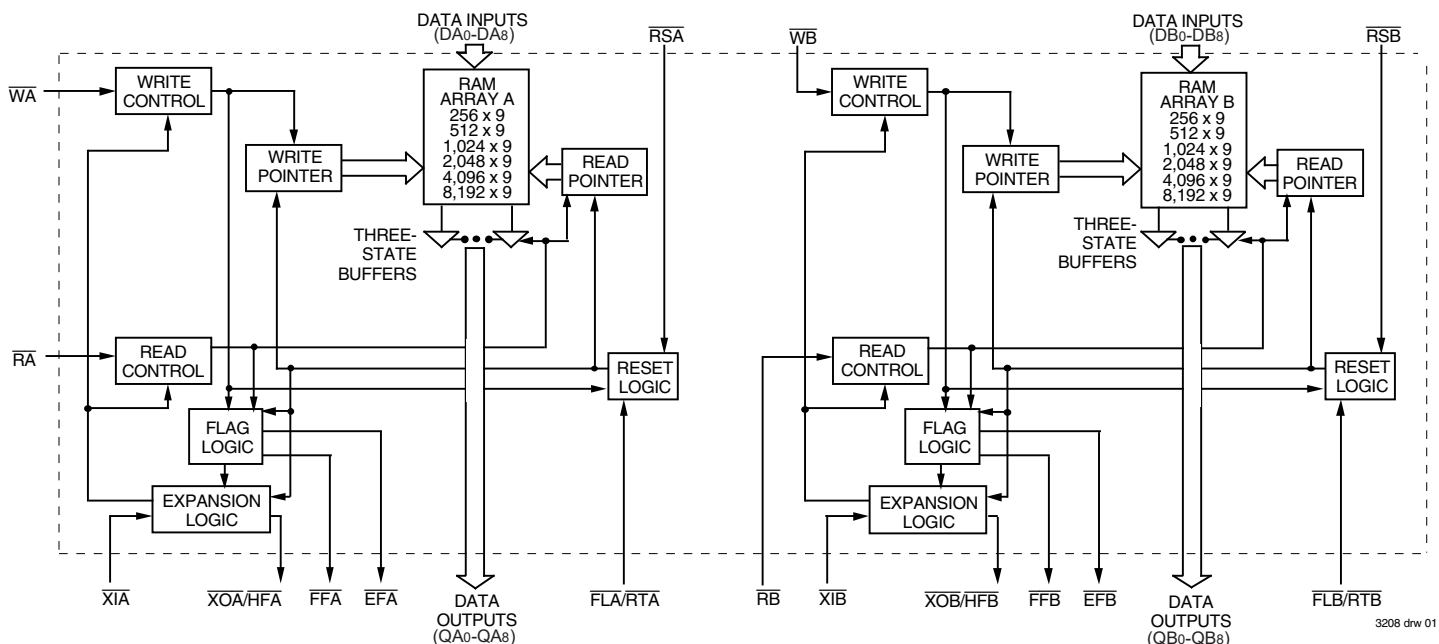 DATA INPUTS
(DA0-DA8)
RSA
WB
DATA INPUTS
(DB0-DB8)
RSB
WA
WRITE
CONTROL
RAM
ARRAY A
256 x 9
512 x 9
1,024 x 9
2,048 x 9
4,096 x 9
8,192 x 9
WRITE
POINTER
READ
POINTER
THREE-
STATE
BUFFERS
RA
READ
CONTROL
RESET
LOGIC
FLAG
LOGIC
EXPANSION
LOGIC
XIA
XOA/HFA
FFA
EFA
DATA
OUTPUTS
(QA0-QA8)
FLA/RTA
WRITE
CONTROL
RAM
ARRAY B
256 x 9
512 x 9
1,024 x 9
2,048 x 9
4,096 x 9
8,192 x 9
WRITE
POINTER
READ
POINTER
THREE-
STATE
BUFFERS
READ
CONTROL
RESET
LOGIC
FLAG
LOGIC
EXPANSION
LOGIC
RB
XIB
XOB/HFB
FFB
EFB
DATA
OUTPUTS
(QB0-QB8)
FLB/RTB
3208 drw 01